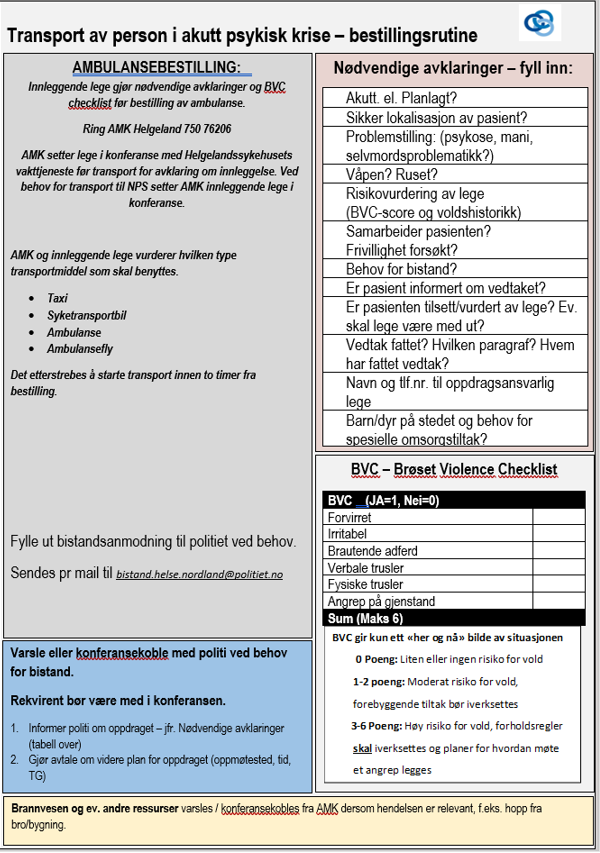 Transport av person i akutt psykisk krise – bestillingsrutine
AMBULANSEBESTILLING:
Innleggende lege gjør nødvendige avklaringer og BVC
checklist før bestilling av ambulanse.
Ring AMK Helgeland 750 76206
AMK setter lege i konferanse med Helgelandssykehusets
vakttjeneste før transport for avklaring om innleggelse. Ved
behov for transport til NPS setter AMK innleggende lege i
konferanse.
AMK og innleggende lege vurderer hvilken type
transportmiddel som skal benyttes.
• Taxi
• Syketransportbil
• Ambulanse
• Ambulansefly
Det etterstrebes å starte transport innen to timer fra
bestilling.
Fylle ut bistandsanmodning til politiet ved behov.
Sendes pr mail til bistand.helse.nordland@politiet.no
Varsle eller konferansekoble med politi ved behov
for bistand.
Rekvirent bør være med i konferansen.
1. Informer politi om oppdraget – jfr. Nødvendige avklaringer
(tabell over)
2. Gjør avtale om videre plan for oppdraget (oppmøtested, tid,
TG)
Nødvendige avklaringer – fyll inn:
Akutt. el. Planlagt?
Sikker lokalisasjon av pasient?
Problemstilling: (psykose, mani,
selvmordsproblematikk?)
Våpen? Ruset?
Risikovurdering av lege
(BVC-score og voldshistorikk)
Samarbeider pasienten?
Frivillighet forsøkt?
Behov for bistand?
Er pasient informert om vedtaket?
Er pasienten tilsett/vurdert av lege? Ev.
skal lege være med ut?
Vedtak fattet? Hvilken paragraf? Hvem
har fattet vedtak?
Navn og tlf.nr. til oppdragsansvarlig
lege
Barn/dyr på stedet og behov for
spesielle omsorgstiltak?
BVC – Brøset Violence Checklist
BVC _(JA=1, Nei=0)
Forvirret
Irritabel
Brautende adferd
Verbale trusler
Fysiske trusler
Angrep på gjenstand
Sum (Maks 6)
BVC gir kun ett «her og nå» bilde av situasjonen
0 Poeng: Liten eller ingen risiko for vold
1-2 poeng: Moderat risiko for vold,
forebyggende tiltak bør iverksettes
3-6 Poeng: Høy risiko for vold, forholdsregler
skal iverksettes og planer for hvordan møte
et angrep legges
Brannvesen og ev. andre ressurser varsles / konferansekobles fra AMK dersom hendelsen er relevant, f.eks. hopp fra
bro/bygning.